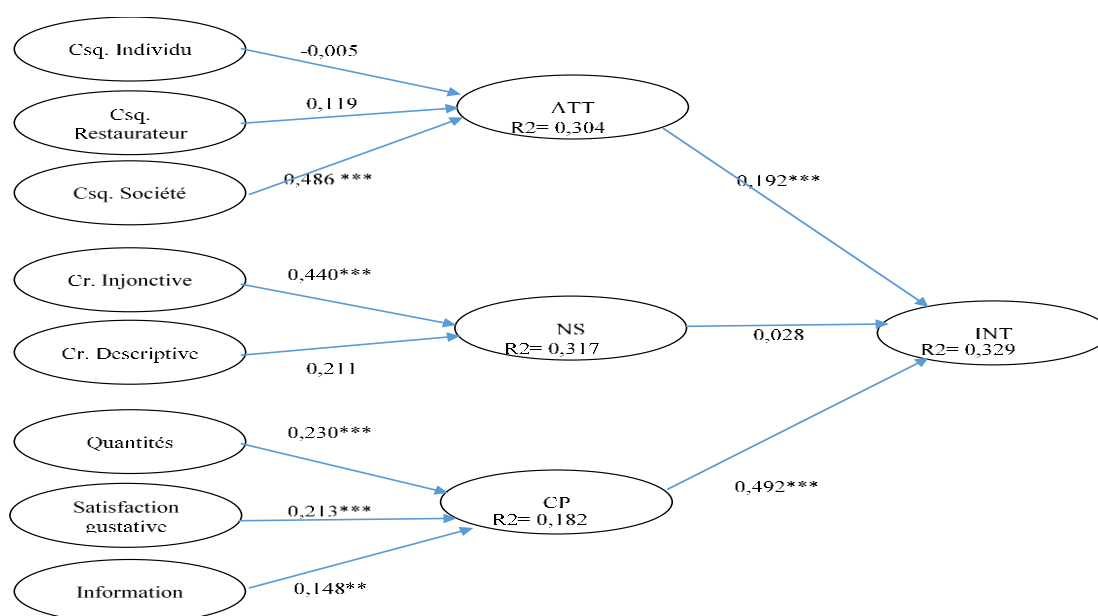 Csq. Individu
-0,005
Csq.
Restaurateur
0,119
ATT
R2= 0,304
Csq. Société
0,486 ***
0,192***
Cr. Injonctive
0,440***
NS
R2= 0,317
0,028
INT
R2= 0,329
Cr. Descriptive
0,211
Quantités
0,230***
CP
R2= 0,182
0,492***
Satisfaction
gustative
0,213***
Information
0,148**